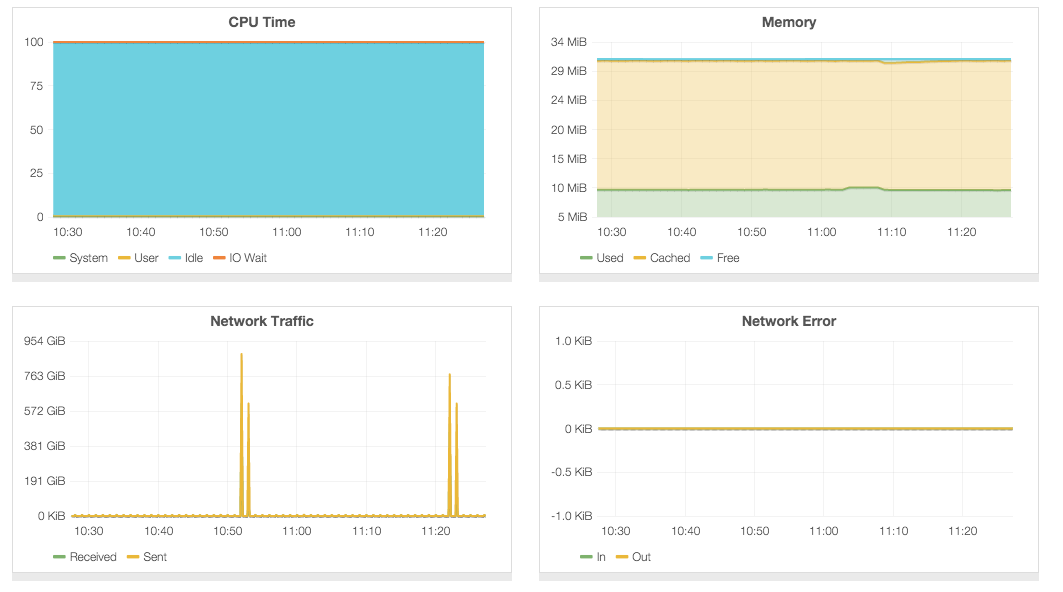 CPU Time
100
75
50
25
0
10:30 10:40 10:50 11:00 11:10 11:20
System User Idle IO Wait
Memory
34 MiB
29 MiB
24 MiB
20 MiB
15 MiB
10 MiB
5 MiB
10:30 10:40 10:50 11:00 11:10 11:20
Used Cached Free
Network Traffic
954 GiB
763 GiB
572 GiB
381 GiB
191 GiB
0 KiB
10:30 10:40 10:50 11:00 11:10 11:20
Received Sent
Network Error
1.0 KiB
0.5 KiB
0 KiB
-0.5 KiB
-1.0 KiB
10:30 10:40 10:50 11:00 11:10 11:20
In Out